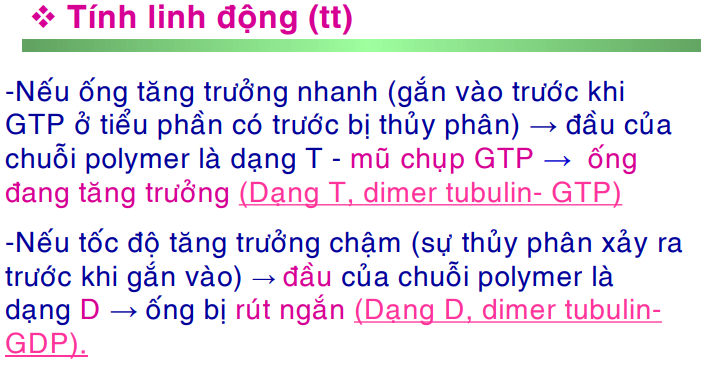 ❖ Tính linh động (tt)
-Nếu ống tăng trưởng nhanh (gắn vào trước khi
GTP ở tiểu phần có trước bị thủy phân) → đầu của
chuỗi polymer là dạng T - mũ chụp GTP → ống
đang tăng trưởng (Dạng T, dimer tubulin- GTP)
-Nếu tốc độ tăng trưởng chậm (sự thủy phân xảy ra
trước khi gắn vào) → đầu của chuỗi polymer là
dạng D → ống bị rút ngắn (Dạng D, dimer tubulin-
GDP).